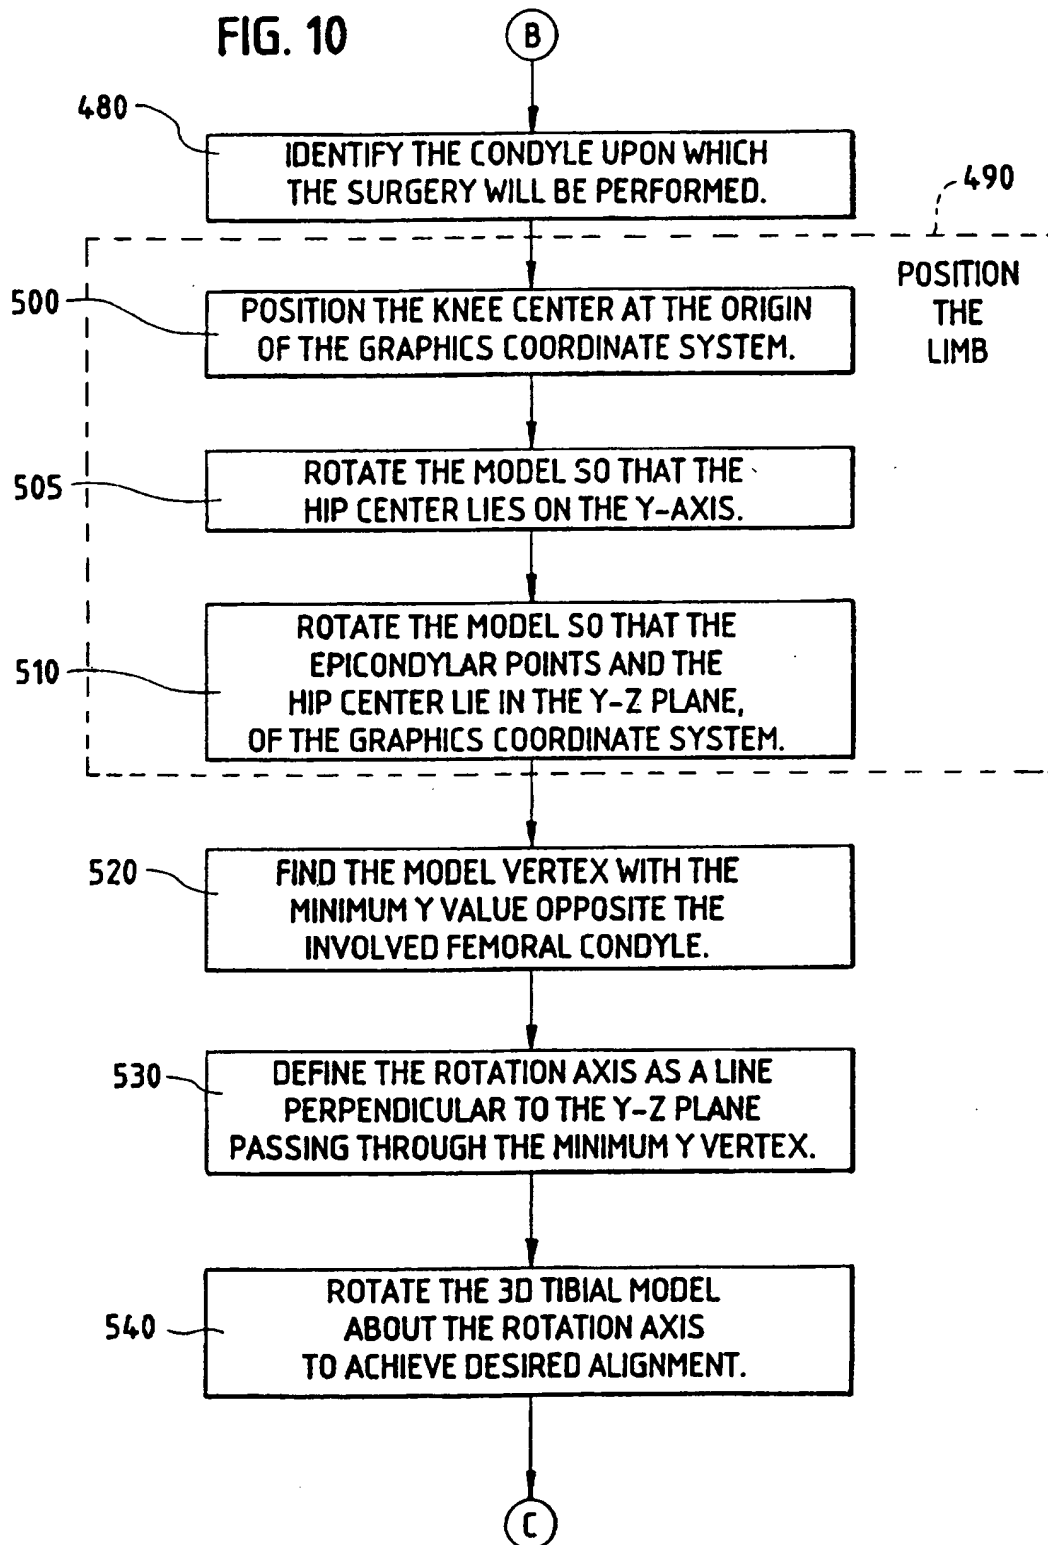 FIG. 10
B
480
IDENTIFY THE CONDYLE UPON WHICH
THE SURGERY WILL BE PERFORMED.
490
POSITION
THE
LIMB
500
POSITION THE KNEE CENTER AT THE ORIGIN
OF THE GRAPHICS COORDINATE SYSTEM.
505
ROTATE THE MODEL SO THAT THE
HIP CENTER LIES ON THE Y-AXIS.
510
ROTATE THE MODEL SO THAT THE
EPICONDYLAR POINTS AND THE
HIP CENTER LIE IN THE Y-Z PLANE,
OF THE GRAPHICS COORDINATE SYSTEM.
520
FIND THE MODEL VERTEX WITH THE
MINIMUM Y VALUE OPPOSITE THE
INVOLVED FEMORAL CONDYLE.
530
DEFINE THE ROTATION AXIS AS A LINE
PERPENDICULAR TO THE Y-Z PLANE
PASSING THROUGH THE MINIMUM Y VERTEX.
540
ROTATE THE 3D TIBIAL MODEL
ABOUT THE ROTATION AXIS
TO ACHIEVE DESIRED ALIGNMENT.
C